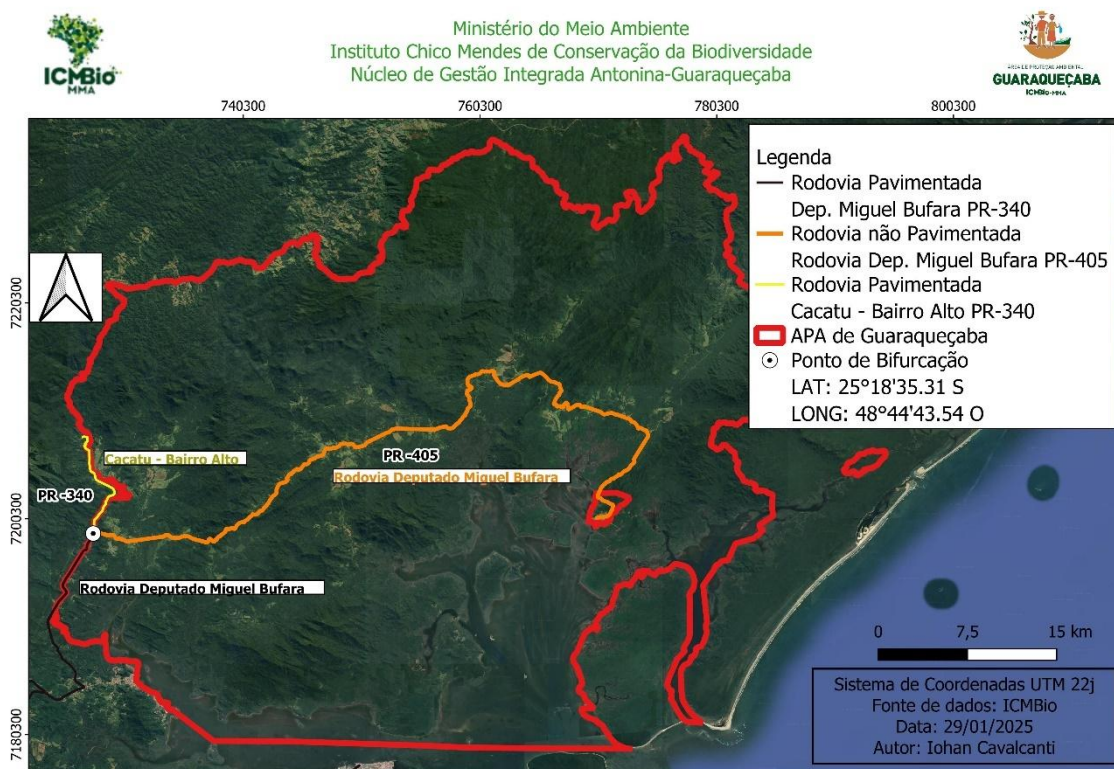 ICMBio
MMA
Ministério do Meio Ambiente
Instituto Chico Mendes de Conservação da Biodiversidade
Núcleo de Gestão Integrada Antonina-Guaraqueçaba
ÁREA DE PROTEÇÃO AMBIENTAL
GUARAQUEÇABA
ICMBio-MMA
740300
760300
780300
800300
7220300
7200300
7180300
Legenda
Rodovia Pavimentada
Dep. Miguel Bufara PR-340
Rodovia não Pavimentada
Rodovia Dep. Miguel Bufara PR-405
Rodovia Pavimentada
Cacatu - Bairro Alto PR-340
APA de Guaraqueçaba
Ponto de Bifurcação
LAT: 25°18'35.31 S
LONG: 48°44'43.54 O
Cacatu - Bairro Alto
PR -405
Rodovia Deputado Miguel Bufara
PR -340
Rodovia Deputado Miguel Bufara
0 7,5 15 km
Sistema de Coordenadas UTM 22j
Fonte de dados: ICMBio
Data: 29/01/2025
Autor: Iohan Cavalcanti